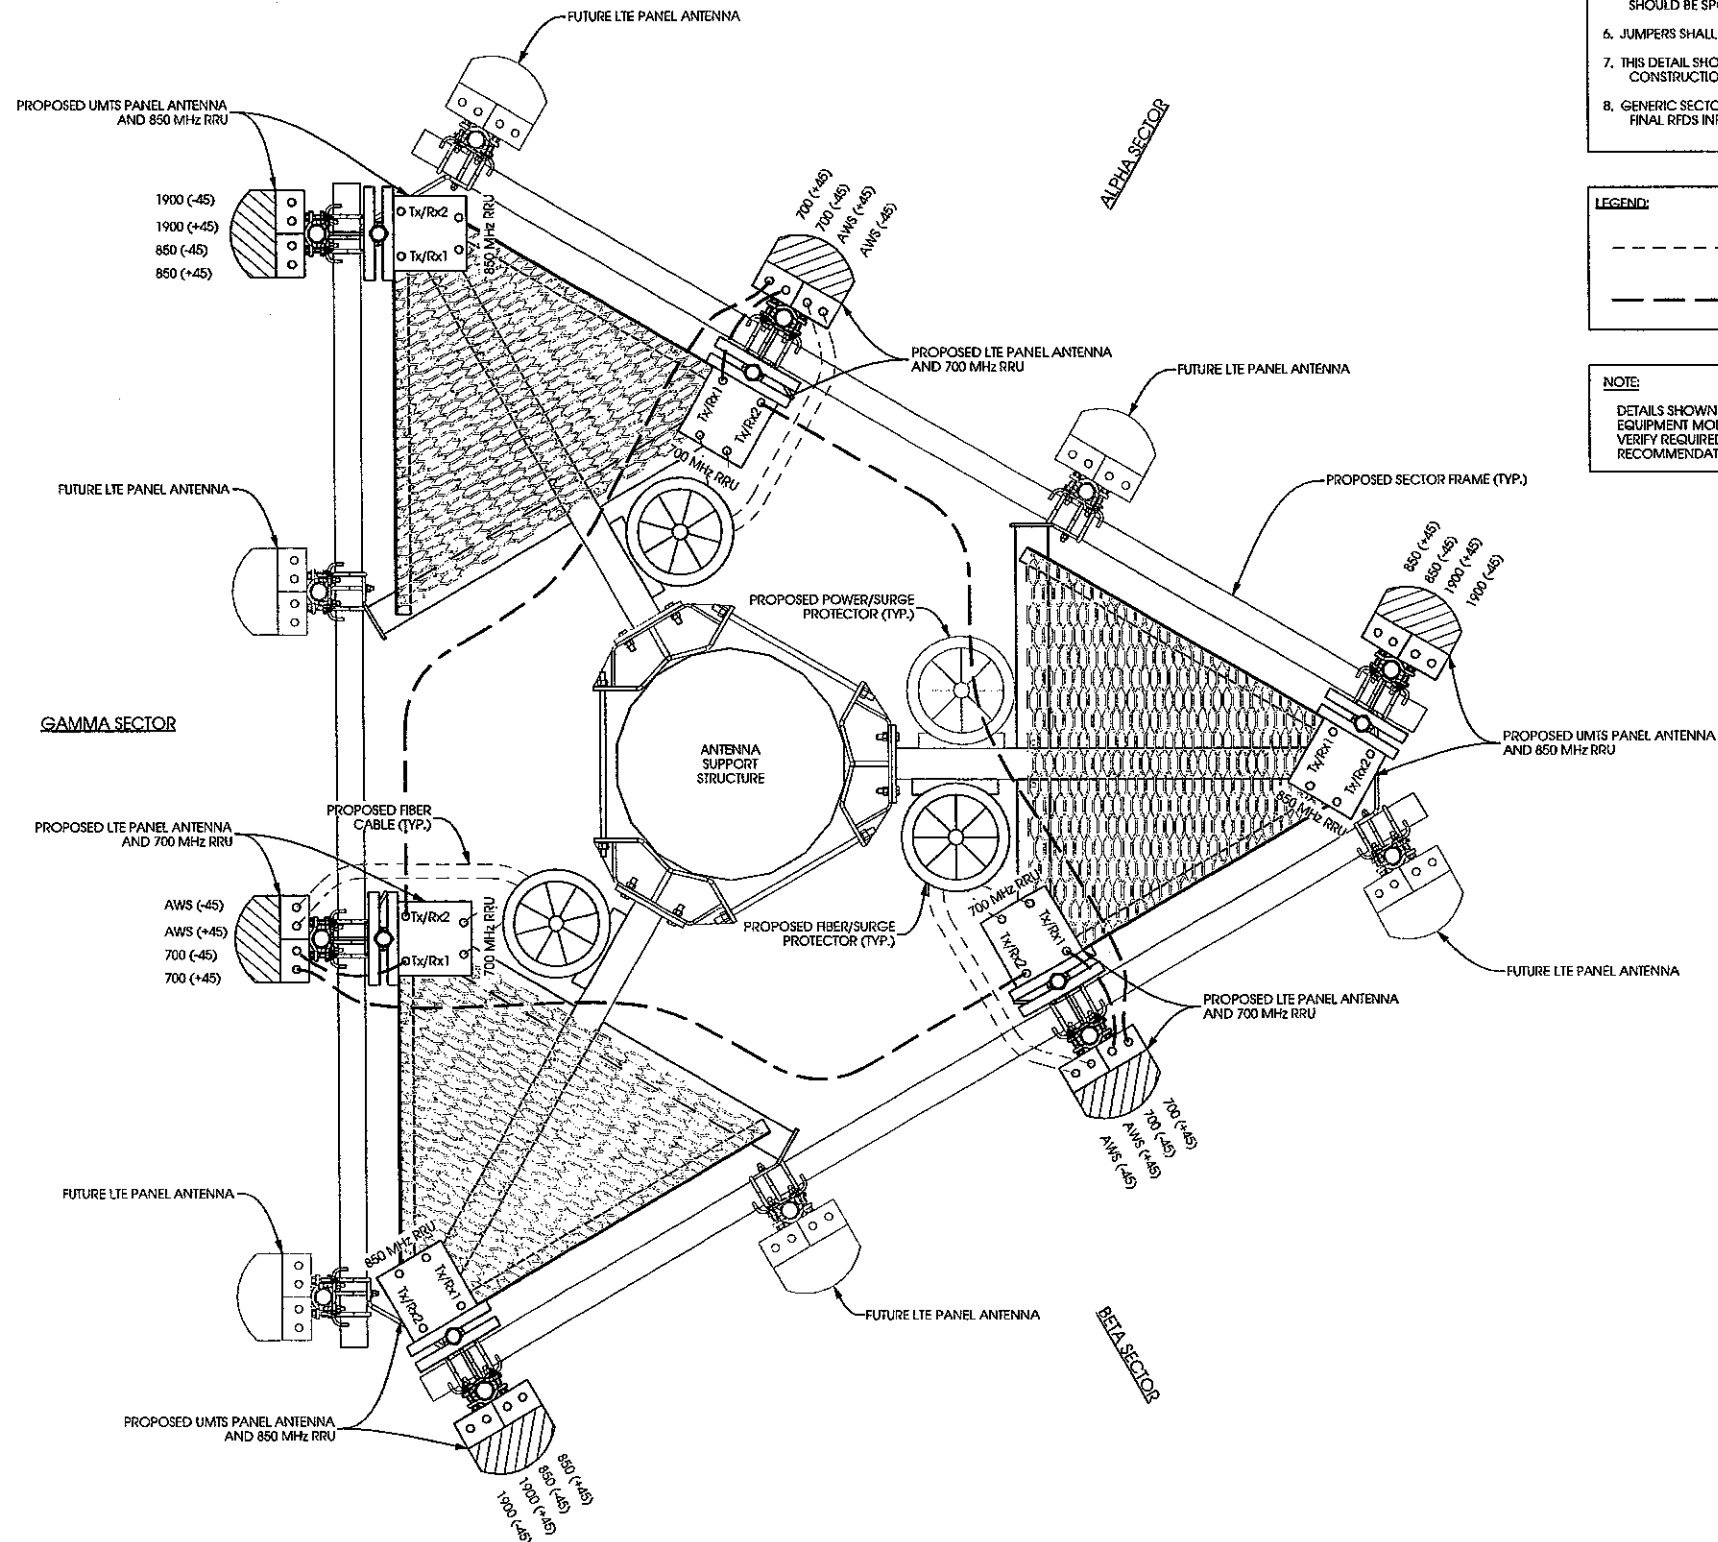 FUTURE LTE PANEL ANTENNA
PROPOSED UMTS PANEL ANTENNA
AND 850 MHz RRU
1900 (-45)
1900 (+45)
850 (-45)
850 (+45)
Tx/Rx2
Tx/Rx1
850 MHz RRU
700 (+45)
700 (-45)
AWS (+45)
AWS (-45)
ALPHA SECTOR
PROPOSED LTE PANEL ANTENNA
AND 700 MHz RRU
Tx/Rx1
Tx/Rx2
700 MHz RRU
FUTURE LTE PANEL ANTENNA
PROPOSED SECTOR FRAME (TYP.)
FUTURE LTE PANEL ANTENNA
850 (+45)
850 (-45)
1900 (+45)
1900 (-45)
PROPOSED POWER/SURGE
PROTECTOR (TYP.)
GAMMA SECTOR
ANTENNA
SUPPORT
STRUCTURE
PROPOSED UMTS PANEL ANTENNA
AND 850 MHz RRU
Tx/Rx1
Tx/Rx2
850 MHz RRU
PROPOSED FIBER
CABLE (TYP.)
PROPOSED LTE PANEL ANTENNA
AND 700 MHz RRU
AWS (-45)
AWS (+45)
700 (-45)
700 (+45)
Tx/Rx2
Tx/Rx1
700 MHz RRU
PROPOSED FIBER/SURGE
PROTECTOR (TYP.)
700 MHz RRU
Tx/Rx1
Tx/Rx2
FUTURE LTE PANEL ANTENNA
PROPOSED LTE PANEL ANTENNA
AND 700 MHz RRU
700 (+45)
700 (-45)
AWS (+45)
AWS (-45)
FUTURE LTE PANEL ANTENNA
850 MHz RRU
Tx/Rx1
Tx/Rx2
FUTURE LTE PANEL ANTENNA
BETA SECTOR
PROPOSED UMTS PANEL ANTENNA
AND 850 MHz RRU
850 (+45)
850 (-45)
1900 (+45)
1900 (-45)
SHOULD BE
6. JUMPERS SHALL
7. THIS DETAIL
8. GENERIC
FINAL RFDS
LEGEND:
NOTE:
DETAILS SHOWN
EQUIPMENT
VERIFY